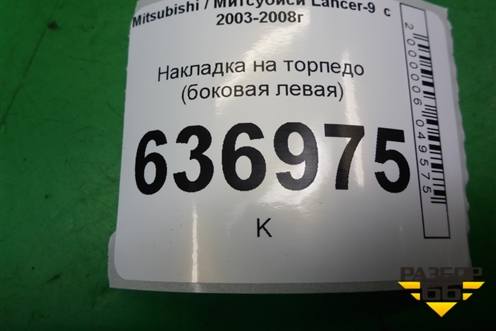 Mitsubishi / Митсубиси Lancer-9 с
2003-2008г
Накладка на торпедо
(боковая левая)
636975
К
2000006049575
РАЗБОР
66